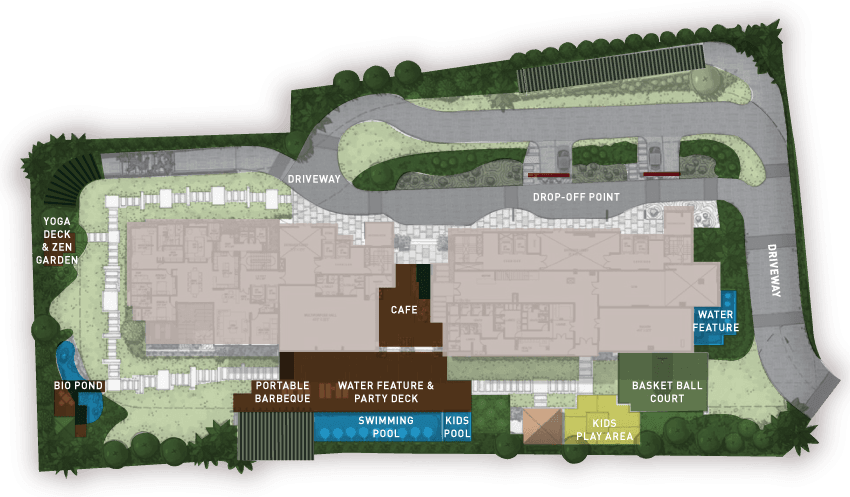 DRIVEWAY
DROP-OFF POINT
YOGA
DECK
& ZEN
GARDEN
DRIVEWAY
CAFE
WATER
FEATURE
BIO POND
PORTABLE
BARBEQUE
WATER FEATURE &
PARTY DECK
BASKET BALL
COURT
SWIMMING
POOL
KIDS
POOL
KIDS
PLAY AREA